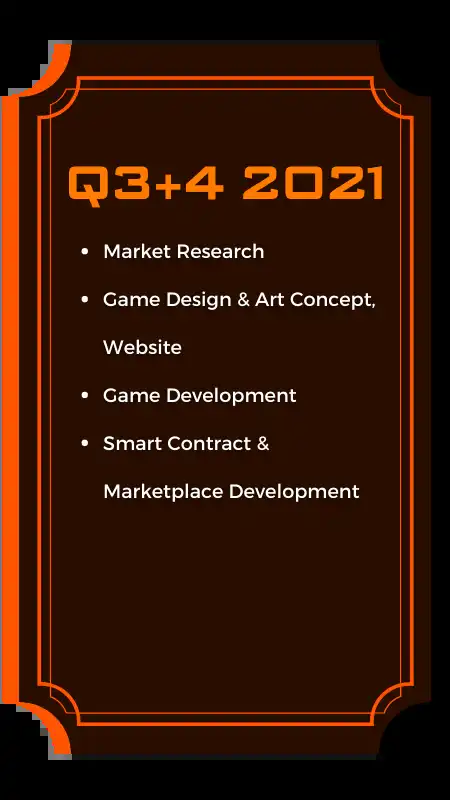 Q3+4 2021
• Market Research
• Game Design & Art Concept,
Website
• Game Development
• Smart Contract &
Marketplace Development